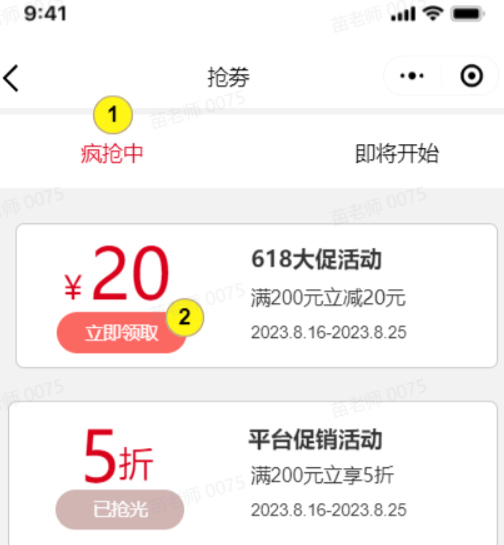 9:41
抢券
1
疯抢中
即将开始
¥20
2
立即领取
618大促活动
满200元立减20元
2023.8.16-2023.8.25
5折
已抢光
平台促销活动
满200元立享5折
2023.8.16-2023.8.25
苗老师 0075